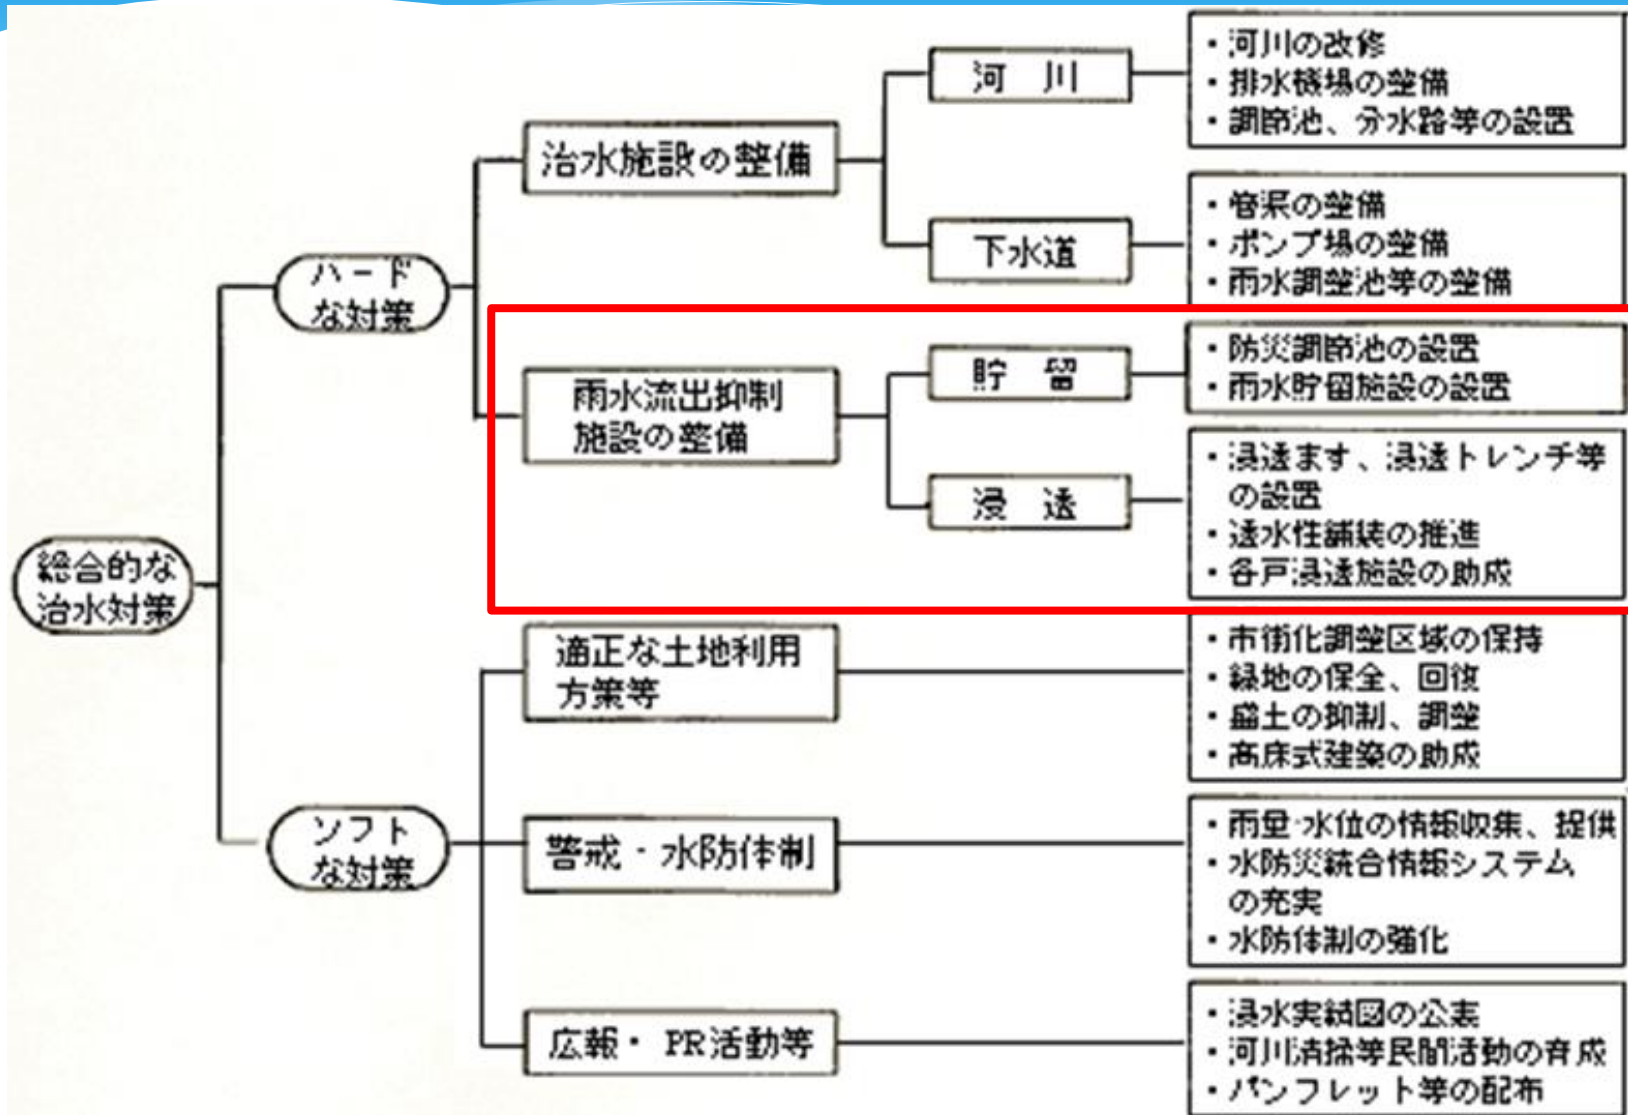 総合的な
治水対策
ハード
な対策
治水施設の整備
河川
・河川の改修
・排水機場の整備
・調節池、分水路等の設置
下水道
・管渠の整備
・ポンプ場の整備
・雨水調整池等の整備
雨水流出抑制
施設の整備
貯留
・防災調節池の設置
・雨水貯留施設の設置
浸透
・浸透ます、浸透トレンチ等
の設置
・透水性舗装の推進
・各戸浸透施設の助成
ソフト
な対策
適正な土地利用
方策等
・市街化調整区域の保持
・緑地の保全、回復
・盛土の抑制、調整
・高床式建築の助成
警戒・水防体制
・雨量・水位の情報収集、提供
・水防災統合情報システム
の充実
・水防体制の強化
広報・PR活動等
・浸水実績図の公表
・河川清掃等民間活動の育成
・パンフレット等の配布